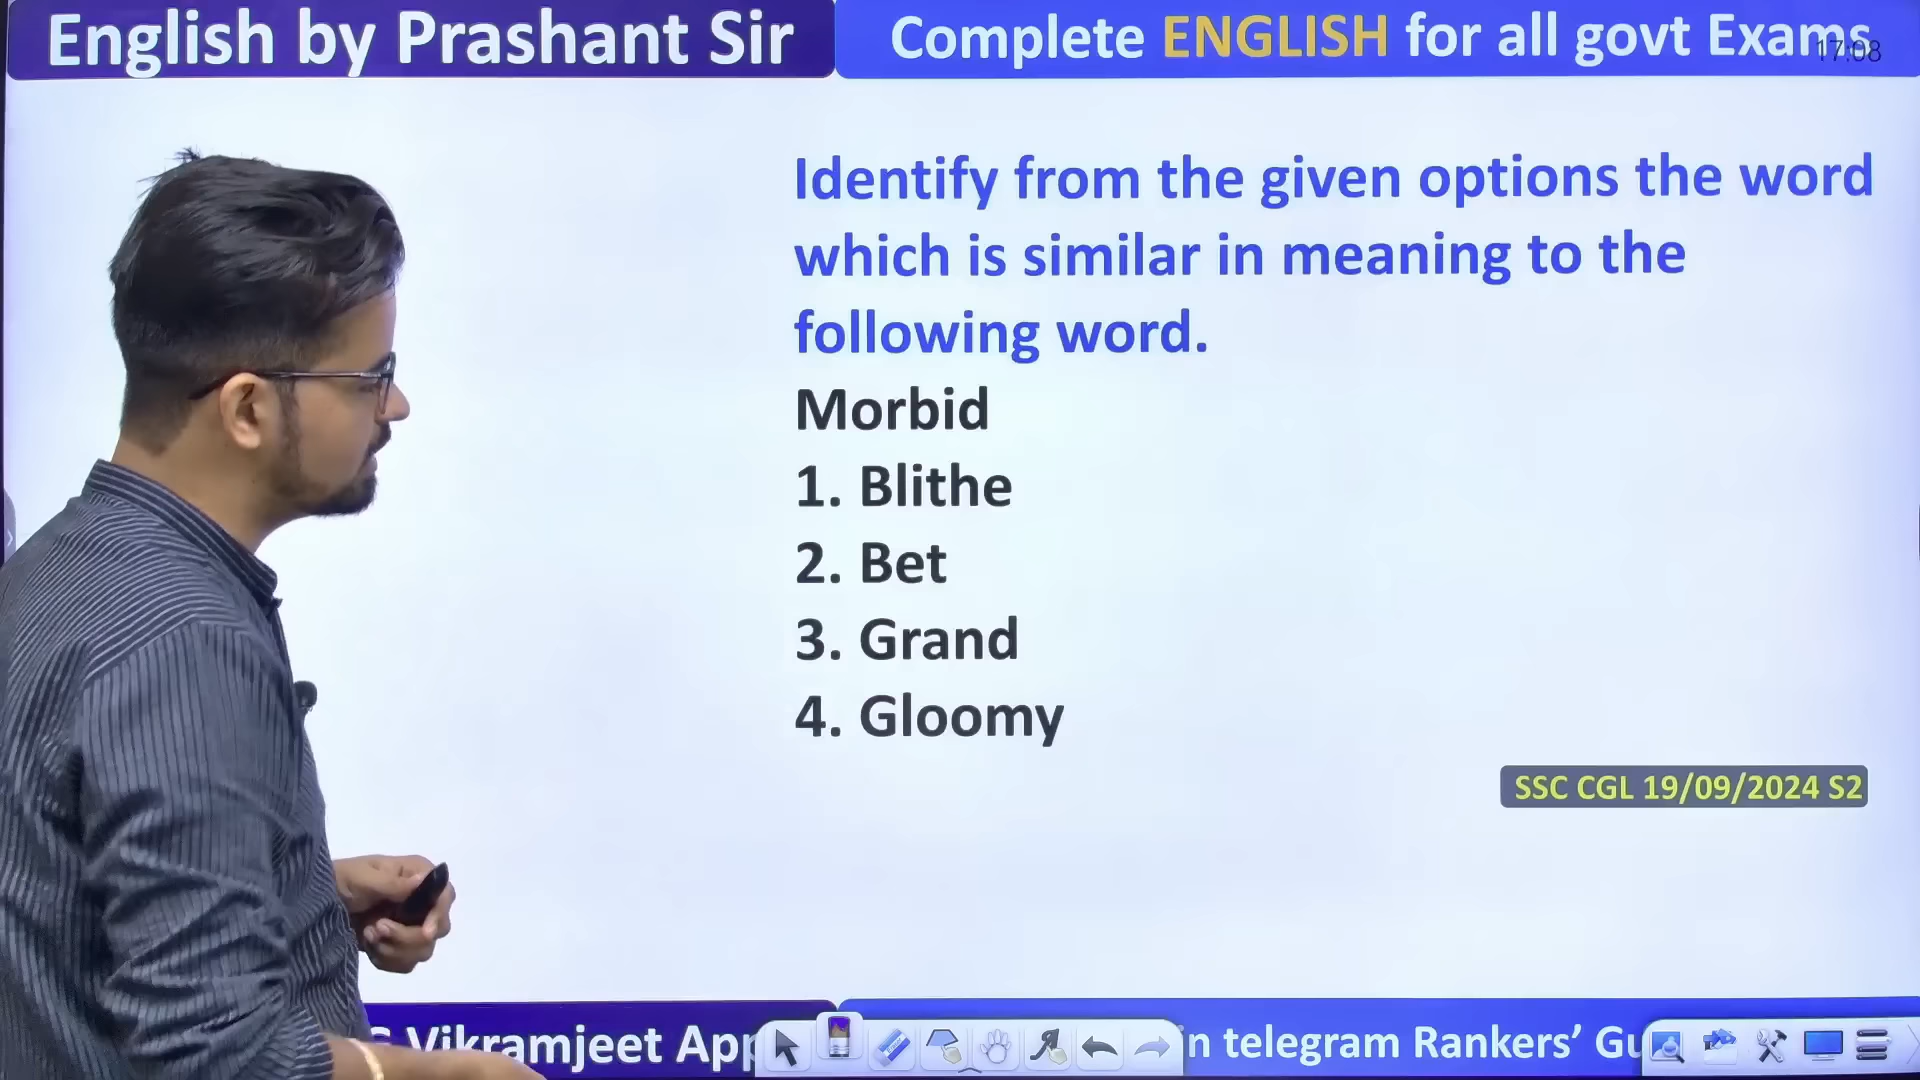 English by Prashant Sir
Complete ENGLISH for all govt Exams
17:08
Identify from the given options the word
which is similar in meaning to the
following word.
Morbid
1. Blithe
2. Bet
3. Grand
4. Gloomy
SSC CGL 19/09/2024 S2
Vikramjeet App
in telegram Rankers’ Gu